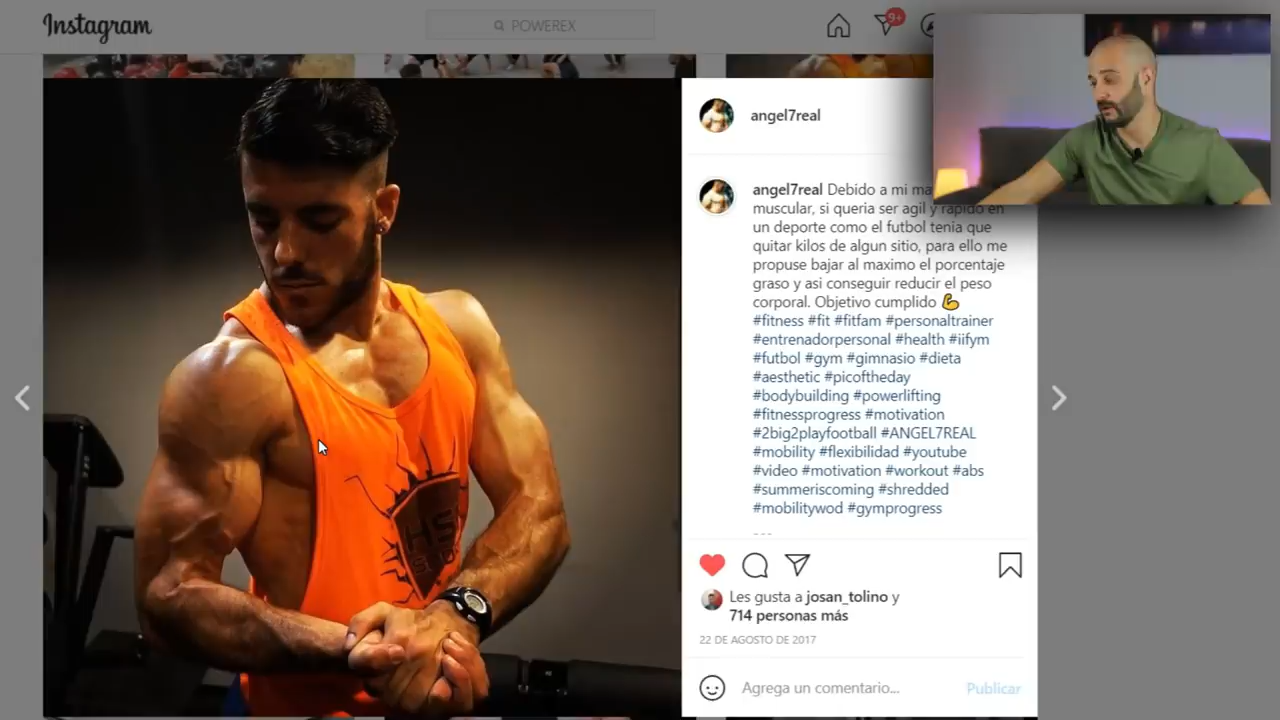 Instagram
POWEREX
9+
angel7real
angel7real Debido a mi
muscular, si queria ser agil y rapido en
un deporte como el futbol tenia que
quitar kilos de algun sitio, para ello me
propuse bajar al maximo el porcentaje
graso y asi conseguir reducir el peso
corporal. Objetivo cumplido 💪
#fitness #fit #fitfam #personaltrainer
#entrenadorpersonal #health #iifym
#futbol #gym #gimnasio #dieta
#aesthetic #picoftheday
#bodybuilding #powerlifting
#fitnessprogress #motivation
#2big2playfootball #ANGEL7REAL
#mobility #flexibilidad #youtube
#video #motivation #workout #abs
#summeriscoming #shredded
#mobilitywod #gymprogress
Les gusta a josan_tolino y
714 personas más
22 DE AGOSTO DE 2017
Agrega un comentario... Publicar